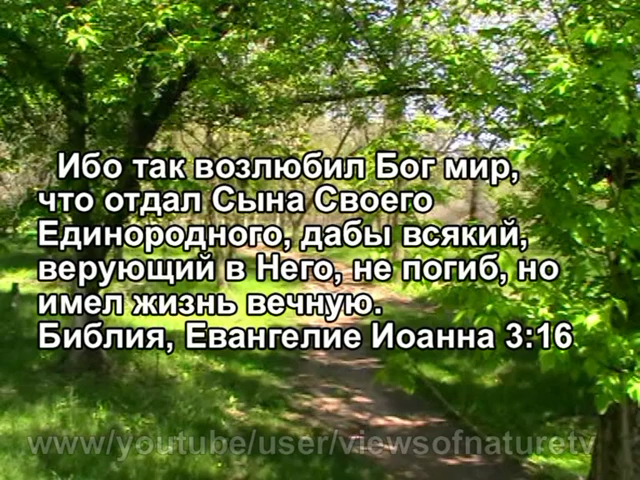 Ибо так возлюбил Бог мир,
что отдал Сына Своего
Единородного, дабы всякий,
верующий в Него, не погиб, но
имел жизнь вечную.
Библия, Евангелие Иоанна 3:16
www/youtube/user/viewsofnaturetv